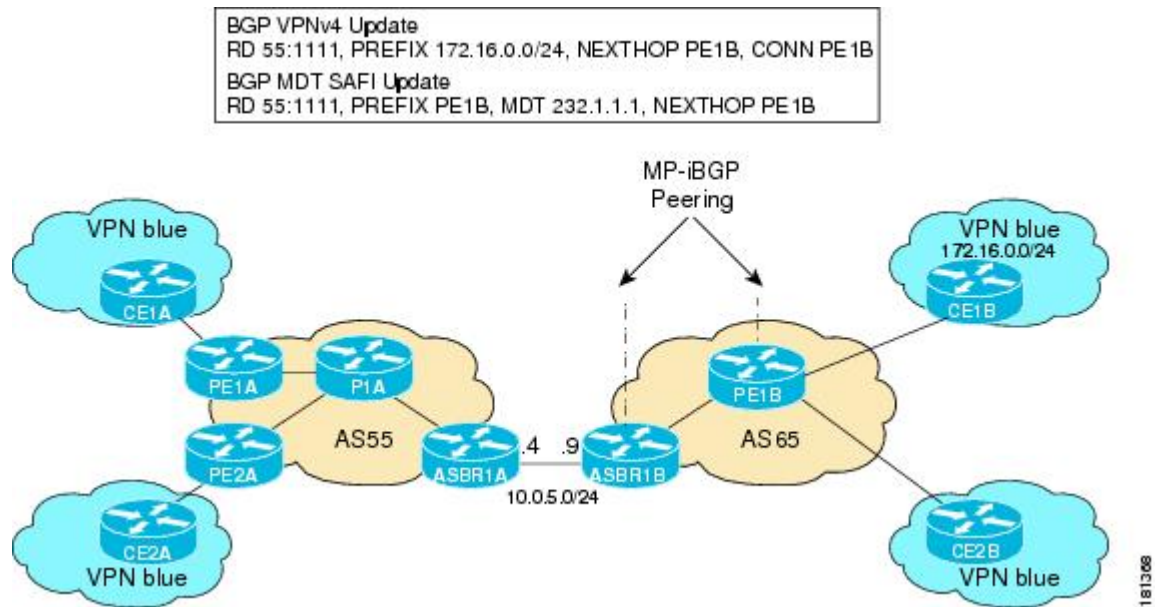 BGP VPNv4 Update
RD 55:1111, PREFIX 172.16.0.0/24, NEXTHOP PE1B, CONN PE1B
BGP MDT SAFI Update
RD 55:1111, PREFIX PE1B, MDT 232.1.1.1, NEXTHOP PE1B
MP-iBGP
Peering
VPN blue
VPN blue
172.16.0.0/24
CE1A
CE1B
PE1A
P1A
PE1B
AS55
AS65
PE2A
ASBR1A
.4
.9
ASBR1B
10.0.5.0/24
CE2A
CE2B
VPN blue
VPN blue
181368